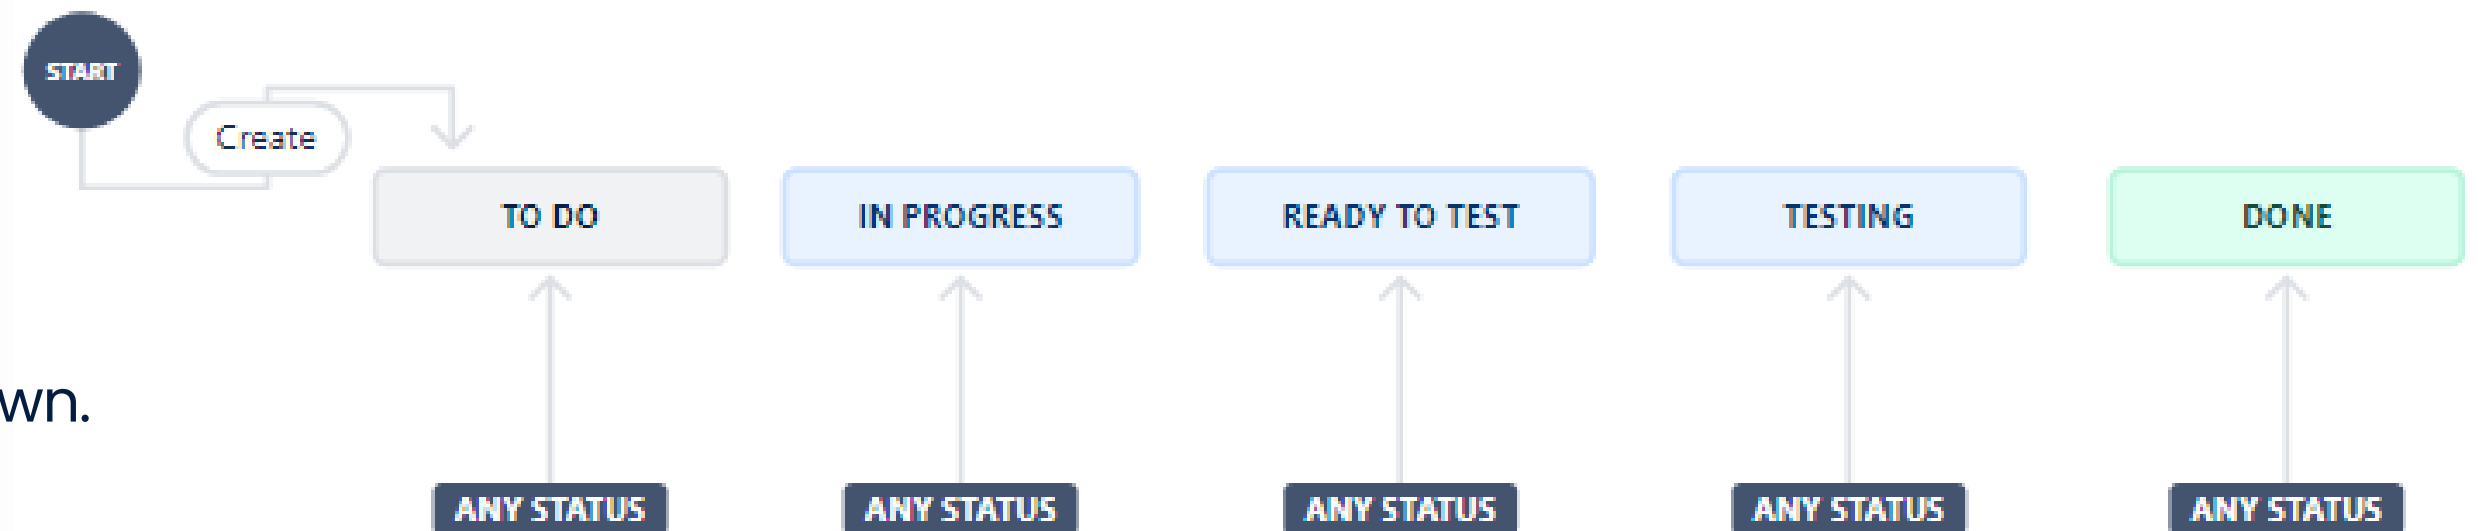 START
Create
TO DO
IN PROGRESS
READY TO TEST
TESTING
DONE
wn.
ANY STATUS
ANY STATUS
ANY STATUS
ANY STATUS
ANY STATUS